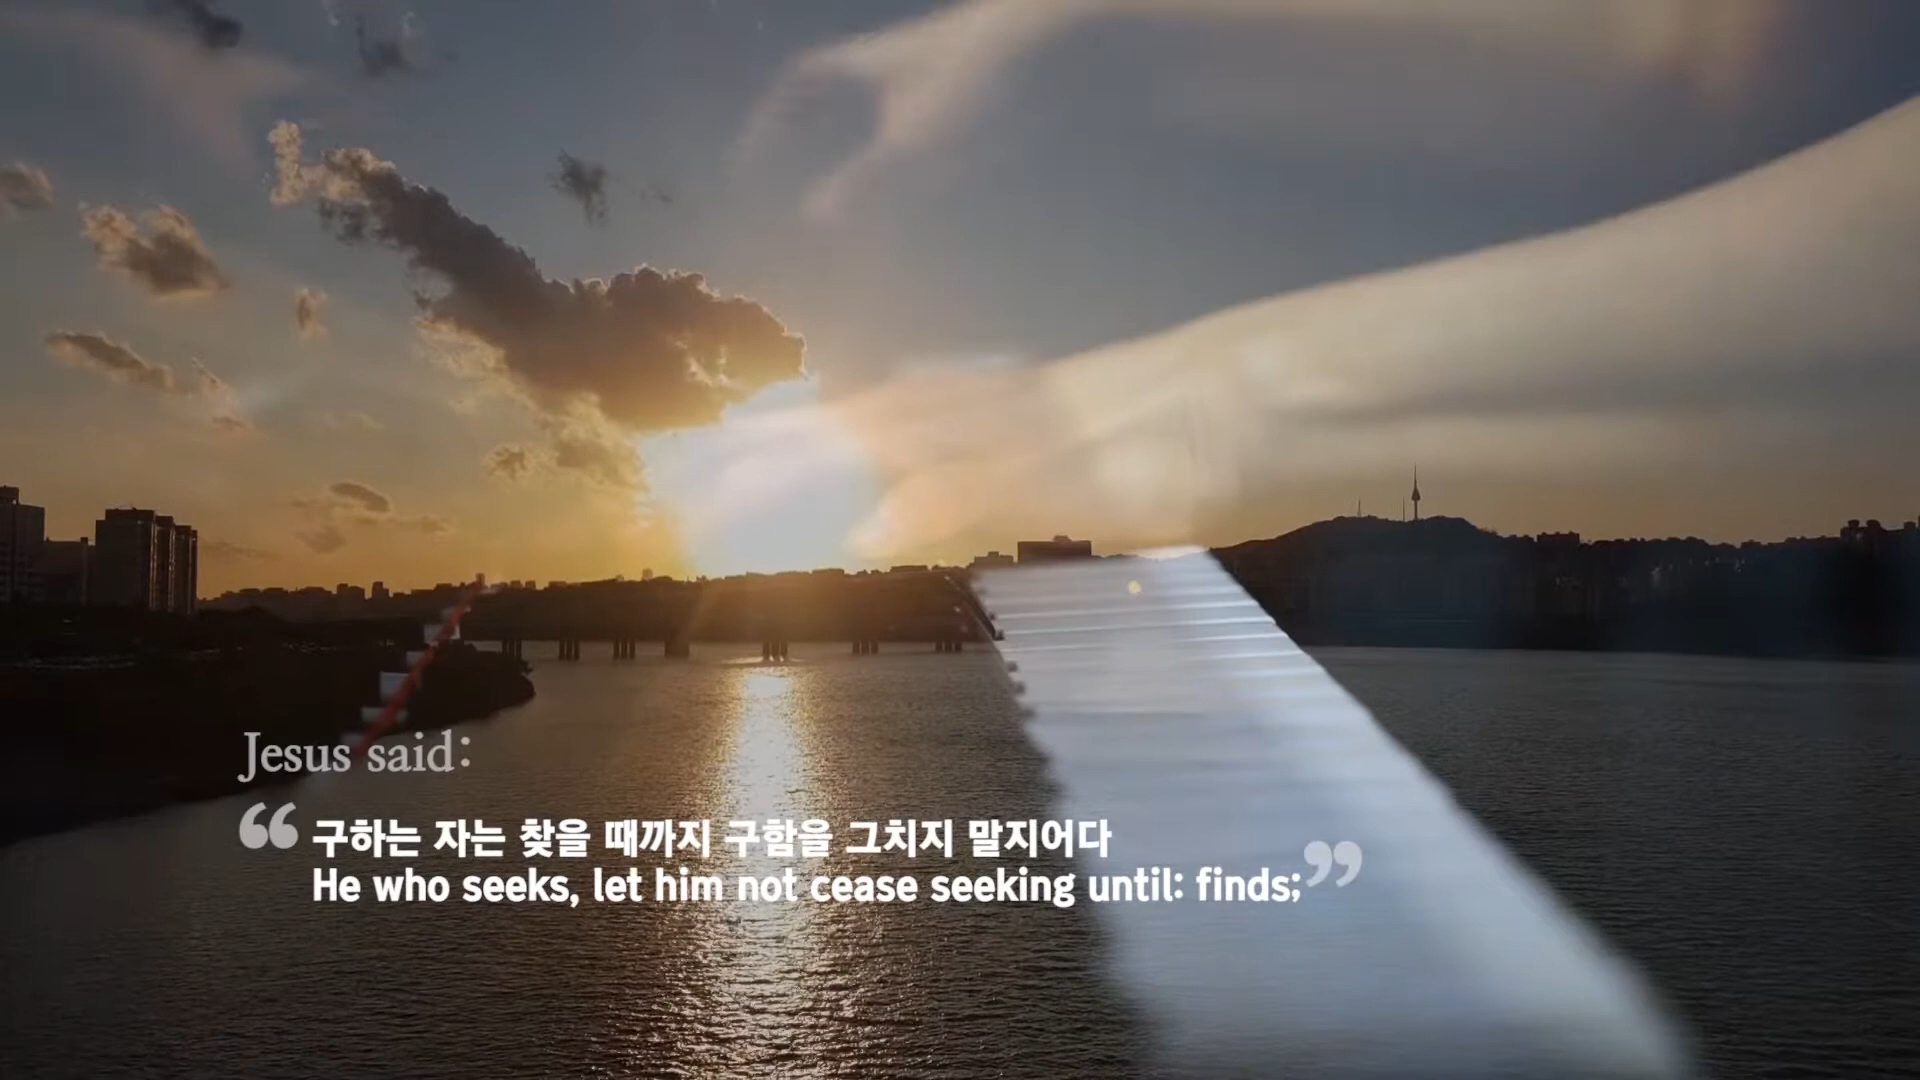 Jesus said:
“구하는 자는 찾을 때까지 구함을 그치지 말지어다
He who seeks, let him not cease seeking until: finds;”